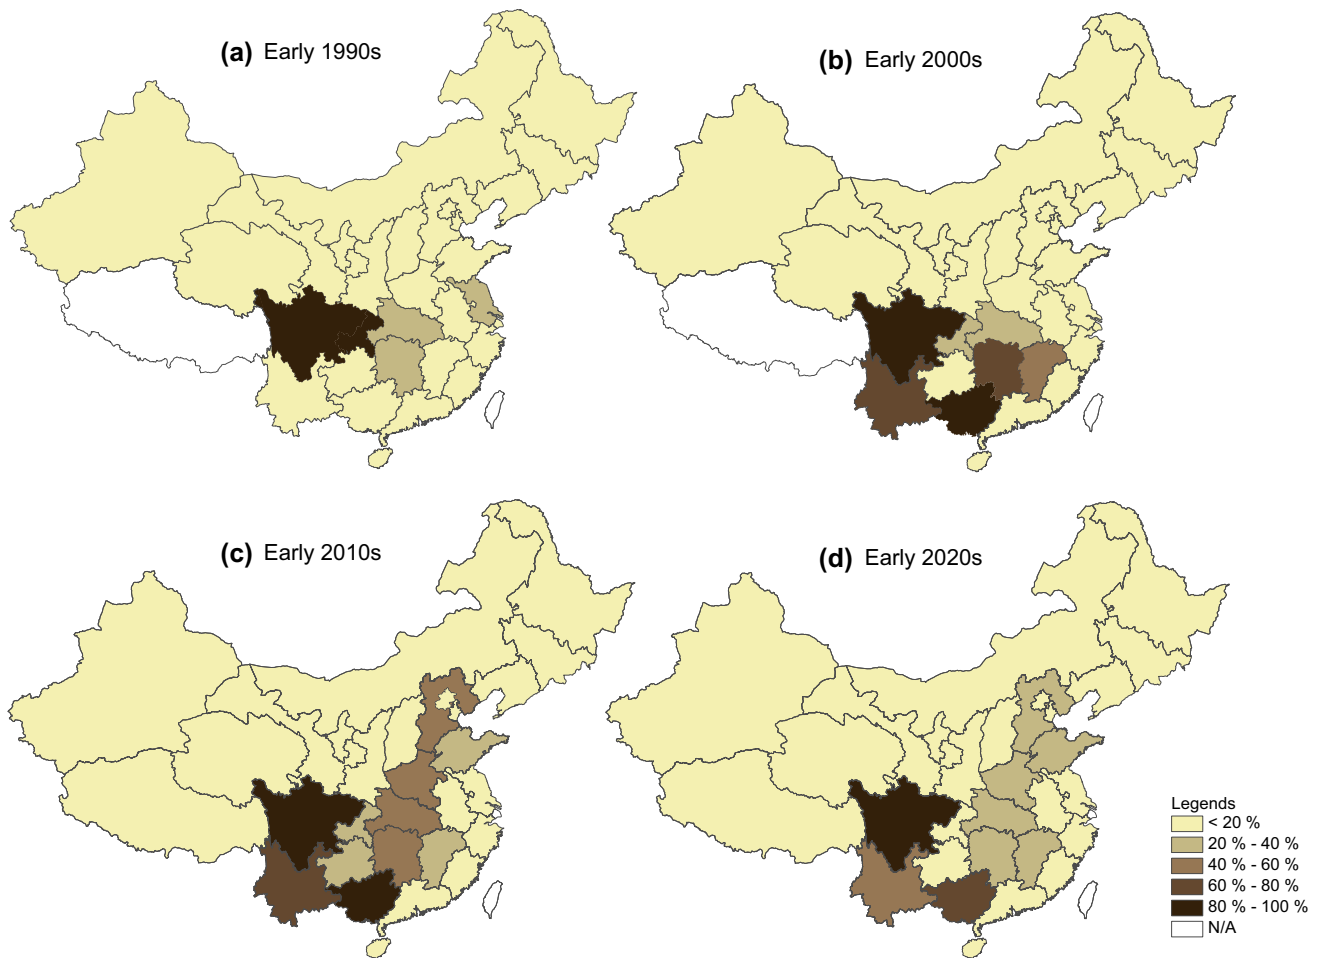 (a) Early 1990s
(b) Early 2000s
(c) Early 2010s
(d) Early 2020s
Legends
< 20 %
20 % - 40 %
40 % - 60 %
60 % - 80 %
80 % - 100 %
N/A